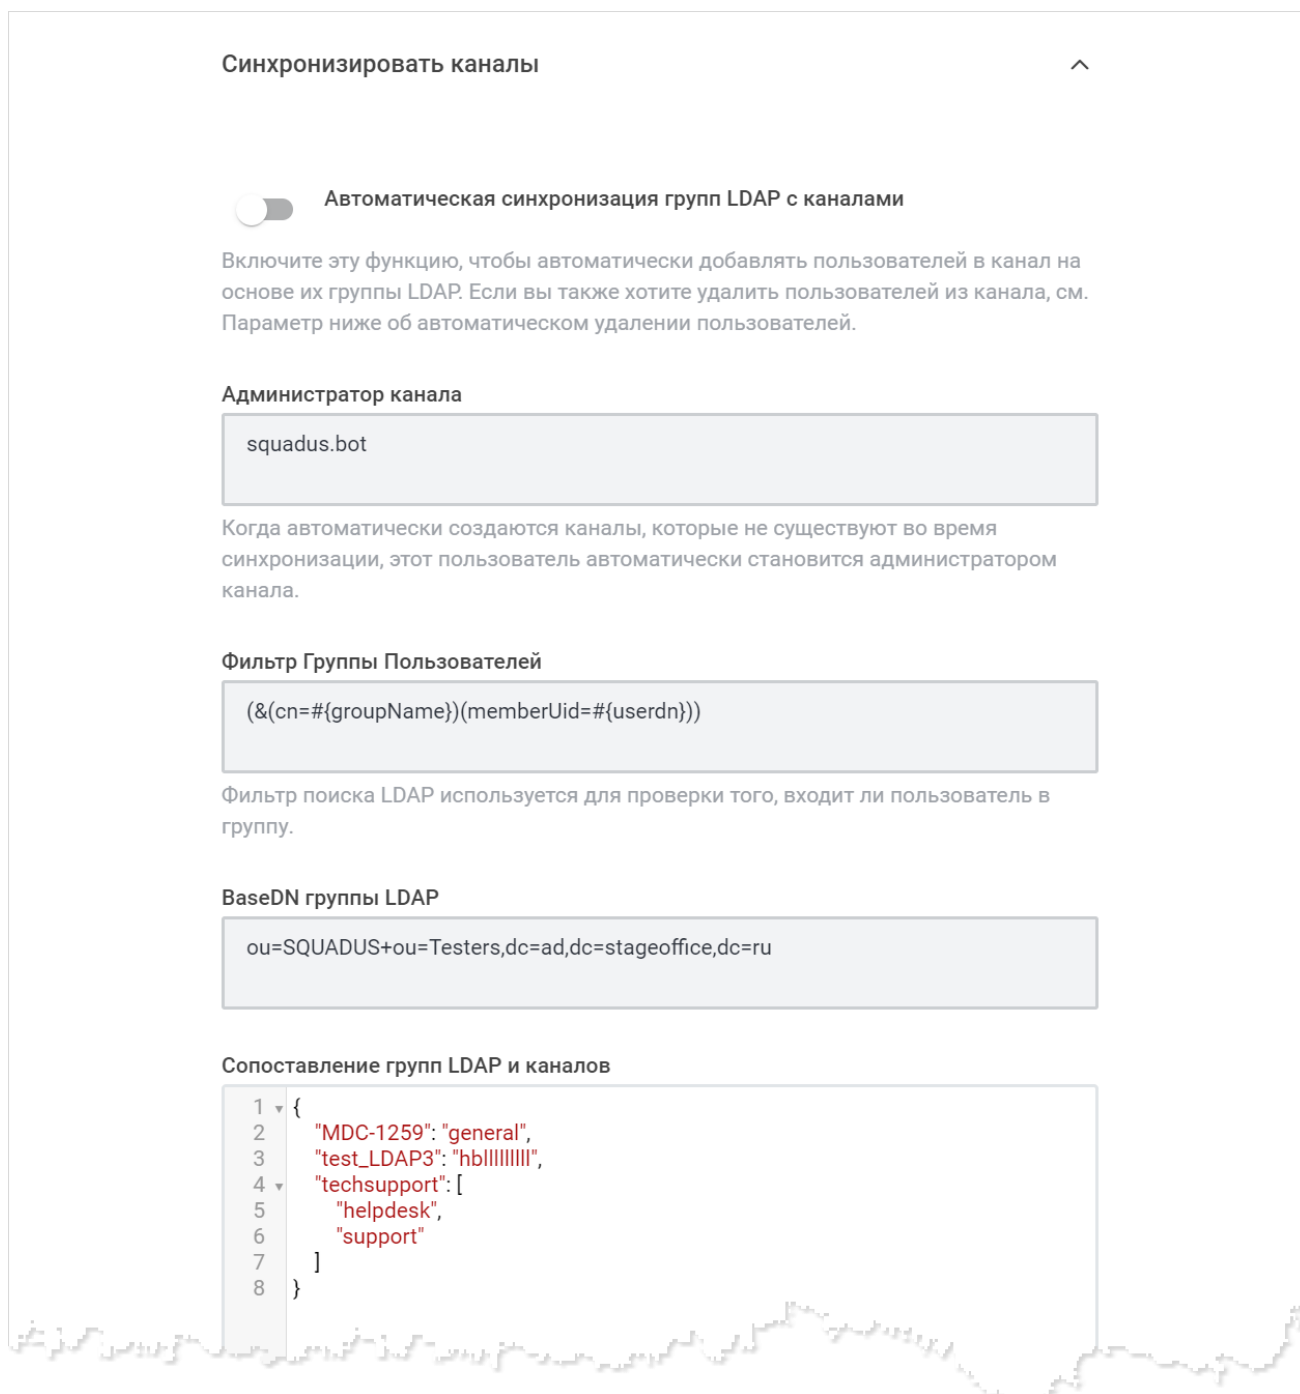 Синхронизировать каналы
Автоматическая синхронизация групп LDAP с каналами
Включите эту функцию, чтобы автоматически добавлять пользователей в канал на
основе их группы LDAP. Если вы также хотите удалить пользователей из канала, см.
Параметр ниже об автоматическом удалении пользователей.
Администратор канала
squadus.bot
Когда автоматически создаются каналы, которые не существуют во время
синхронизации, этот пользователь автоматически становится администратором
канала.
Фильтр Группы Пользователей
(&(cn=#{groupName})(memberUid=#{userdn}))
Фильтр поиска LDAP используется для проверки того, входит ли пользователь в
группу.
BaseDN группы LDAP
ou=SQUADUS+ou=Testers,dc=ad,dc=stageoffice,dc=ru
Сопоставление групп LDAP и каналов
1 {
2 "MDC-1259": "general",
3 "test_LDAP3": "hblllllllll",
4 "techsupport": [
5 "helpdesk",
6 "support"
7 ]
8 }